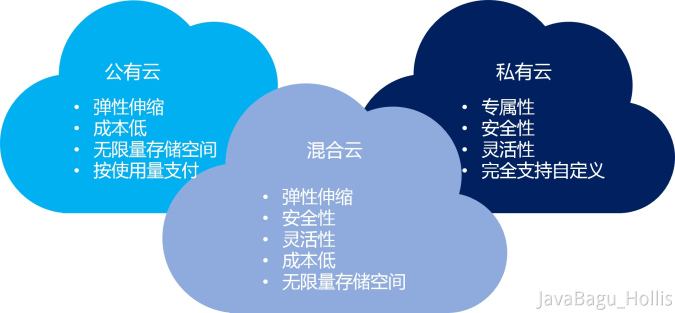 公有云
• 弹性伸缩
• 成本低
• 无限量存储空间
• 按使用量支付
私有云
• 专属性
• 安全性
• 灵活性
• 完全支持自定义
混合云
• 弹性伸缩
• 安全性
• 灵活性
• 成本低
• 无限量存储空间
JavaBagu_Hollis